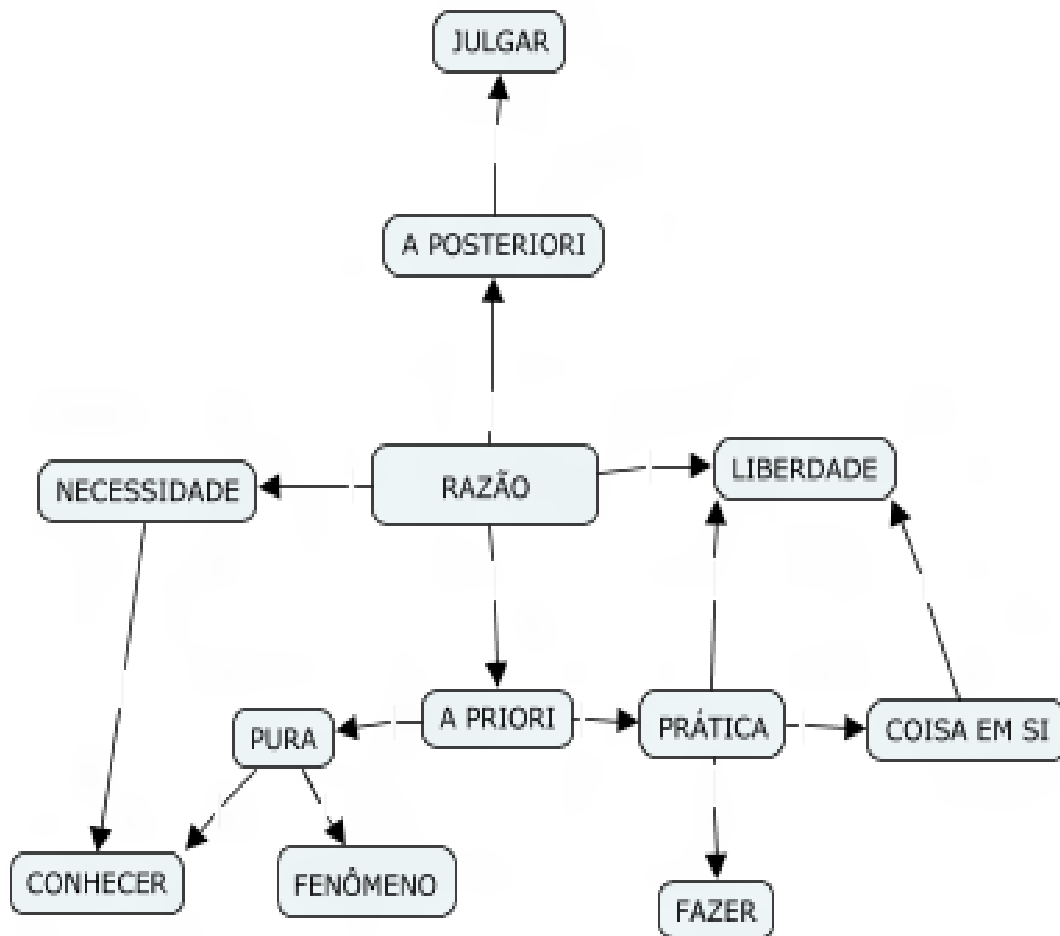 JULGAR
A POSTERIORI
NECESSIDADE
RAZÃO
LIBERDADE
PURA
A PRIORI
PRÁTICA
COISA EM SI
CONHECER
FENÔMENO
FAZER